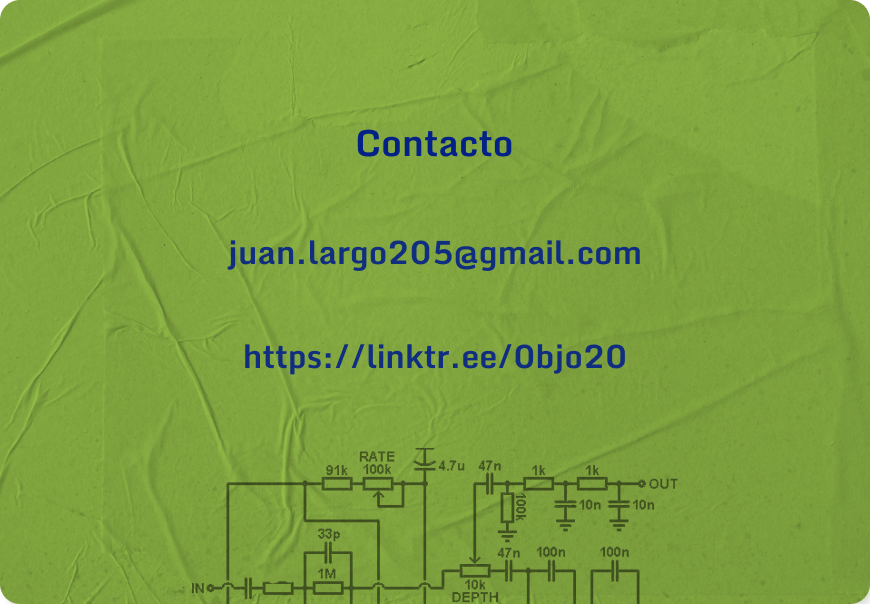 Contacto
juan.largo205@gmail.com
https://linktr.ee/0bjo20
RATE
91k 100k 4.7u 47n 1k 1k OUT
100k 10n 10n
33p
47n 100n 100n
1M
IN
10k
DEPTH